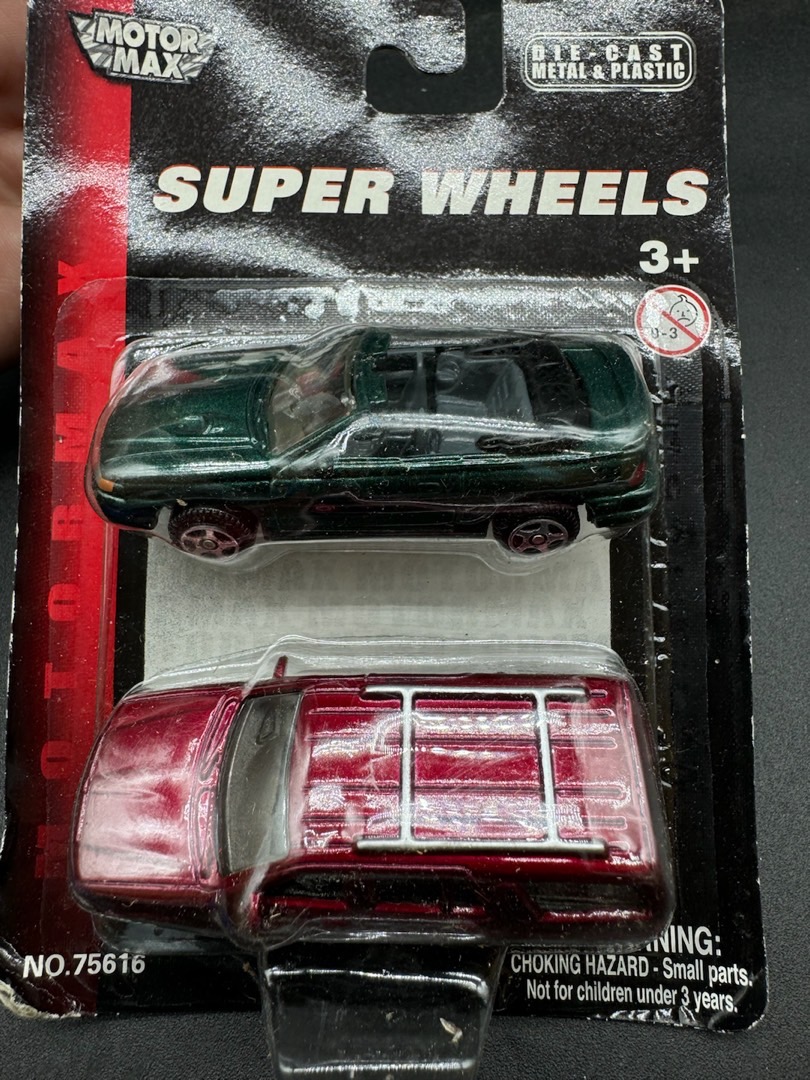 MOTOR
MAX
DIE-CAST
METAL & PLASTIC
SUPER WHEELS
3+
0-3
MOTORMAX
NO.75616
CHOKING HAZARD - Small parts.
Not for children under 3 years.